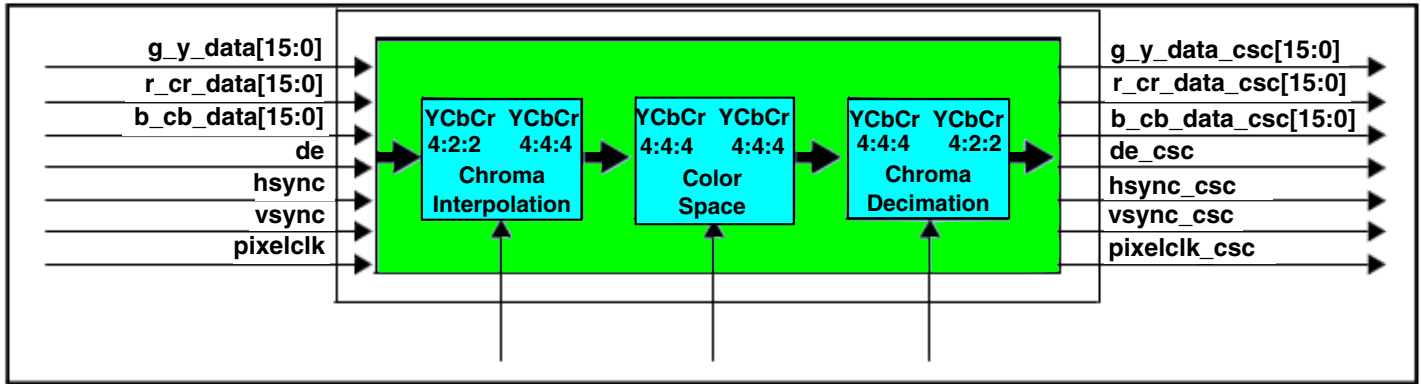 g_y_data[15:0]
r_cr_data[15:0]
b_cb_data[15:0]
de
hsync
vsync
pixelclk
YCbCr YCbCr
4:2:2 4:4:4
Chroma
Interpolation
YCbCr YCbCr
4:4:4 4:4:4
Color
Space
YCbCr YCbCr
4:4:4 4:2:2
Chroma
Decimation
g_y_data_csc[15:0]
r_cr_data_csc[15:0]
b_cb_data_csc[15:0]
de_csc
hsync_csc
vsync_csc
pixelclk_csc